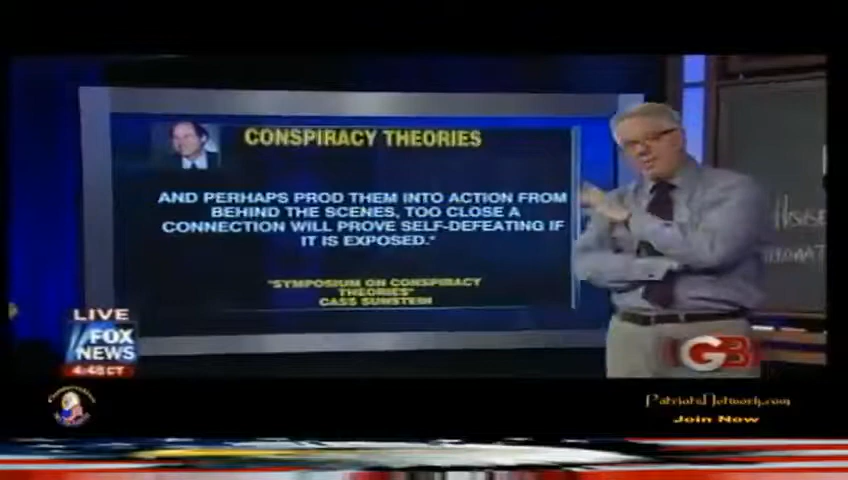 CONSPIRACY THEORIES
AND PERHAPS PROD THEM INTO ACTION FROM
BEHIND THE SCENES, TOO CLOSE A
CONNECTION WILL PROVE SELF-DEFEATING IF
IT IS EXPOSED."
"SYMPOSIUM ON CONSPIRACY
THEORIES"
CASS SUNSTEIN
LIVE
FOX
NEWS
4:48 CT
GB
PatriotsNetwork.com
Join Now